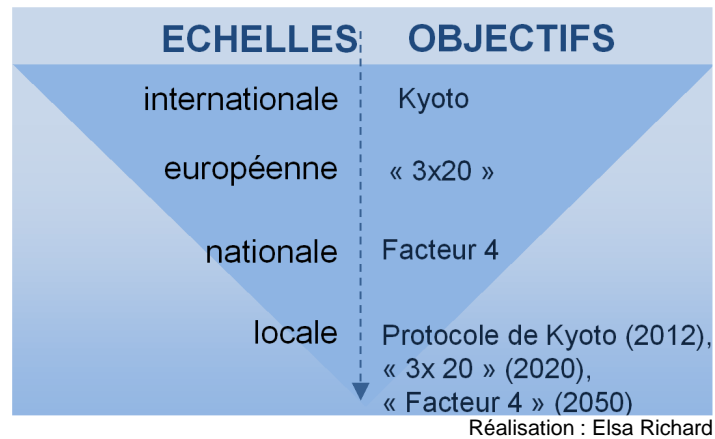 ECHELLES OBJECTIFS
internationale Kyoto
européenne « 3x20 »
nationale Facteur 4
locale Protocole de Kyoto (2012),
« 3x 20 » (2020),
« Facteur 4 » (2050)
Réalisation : Elsa Richard